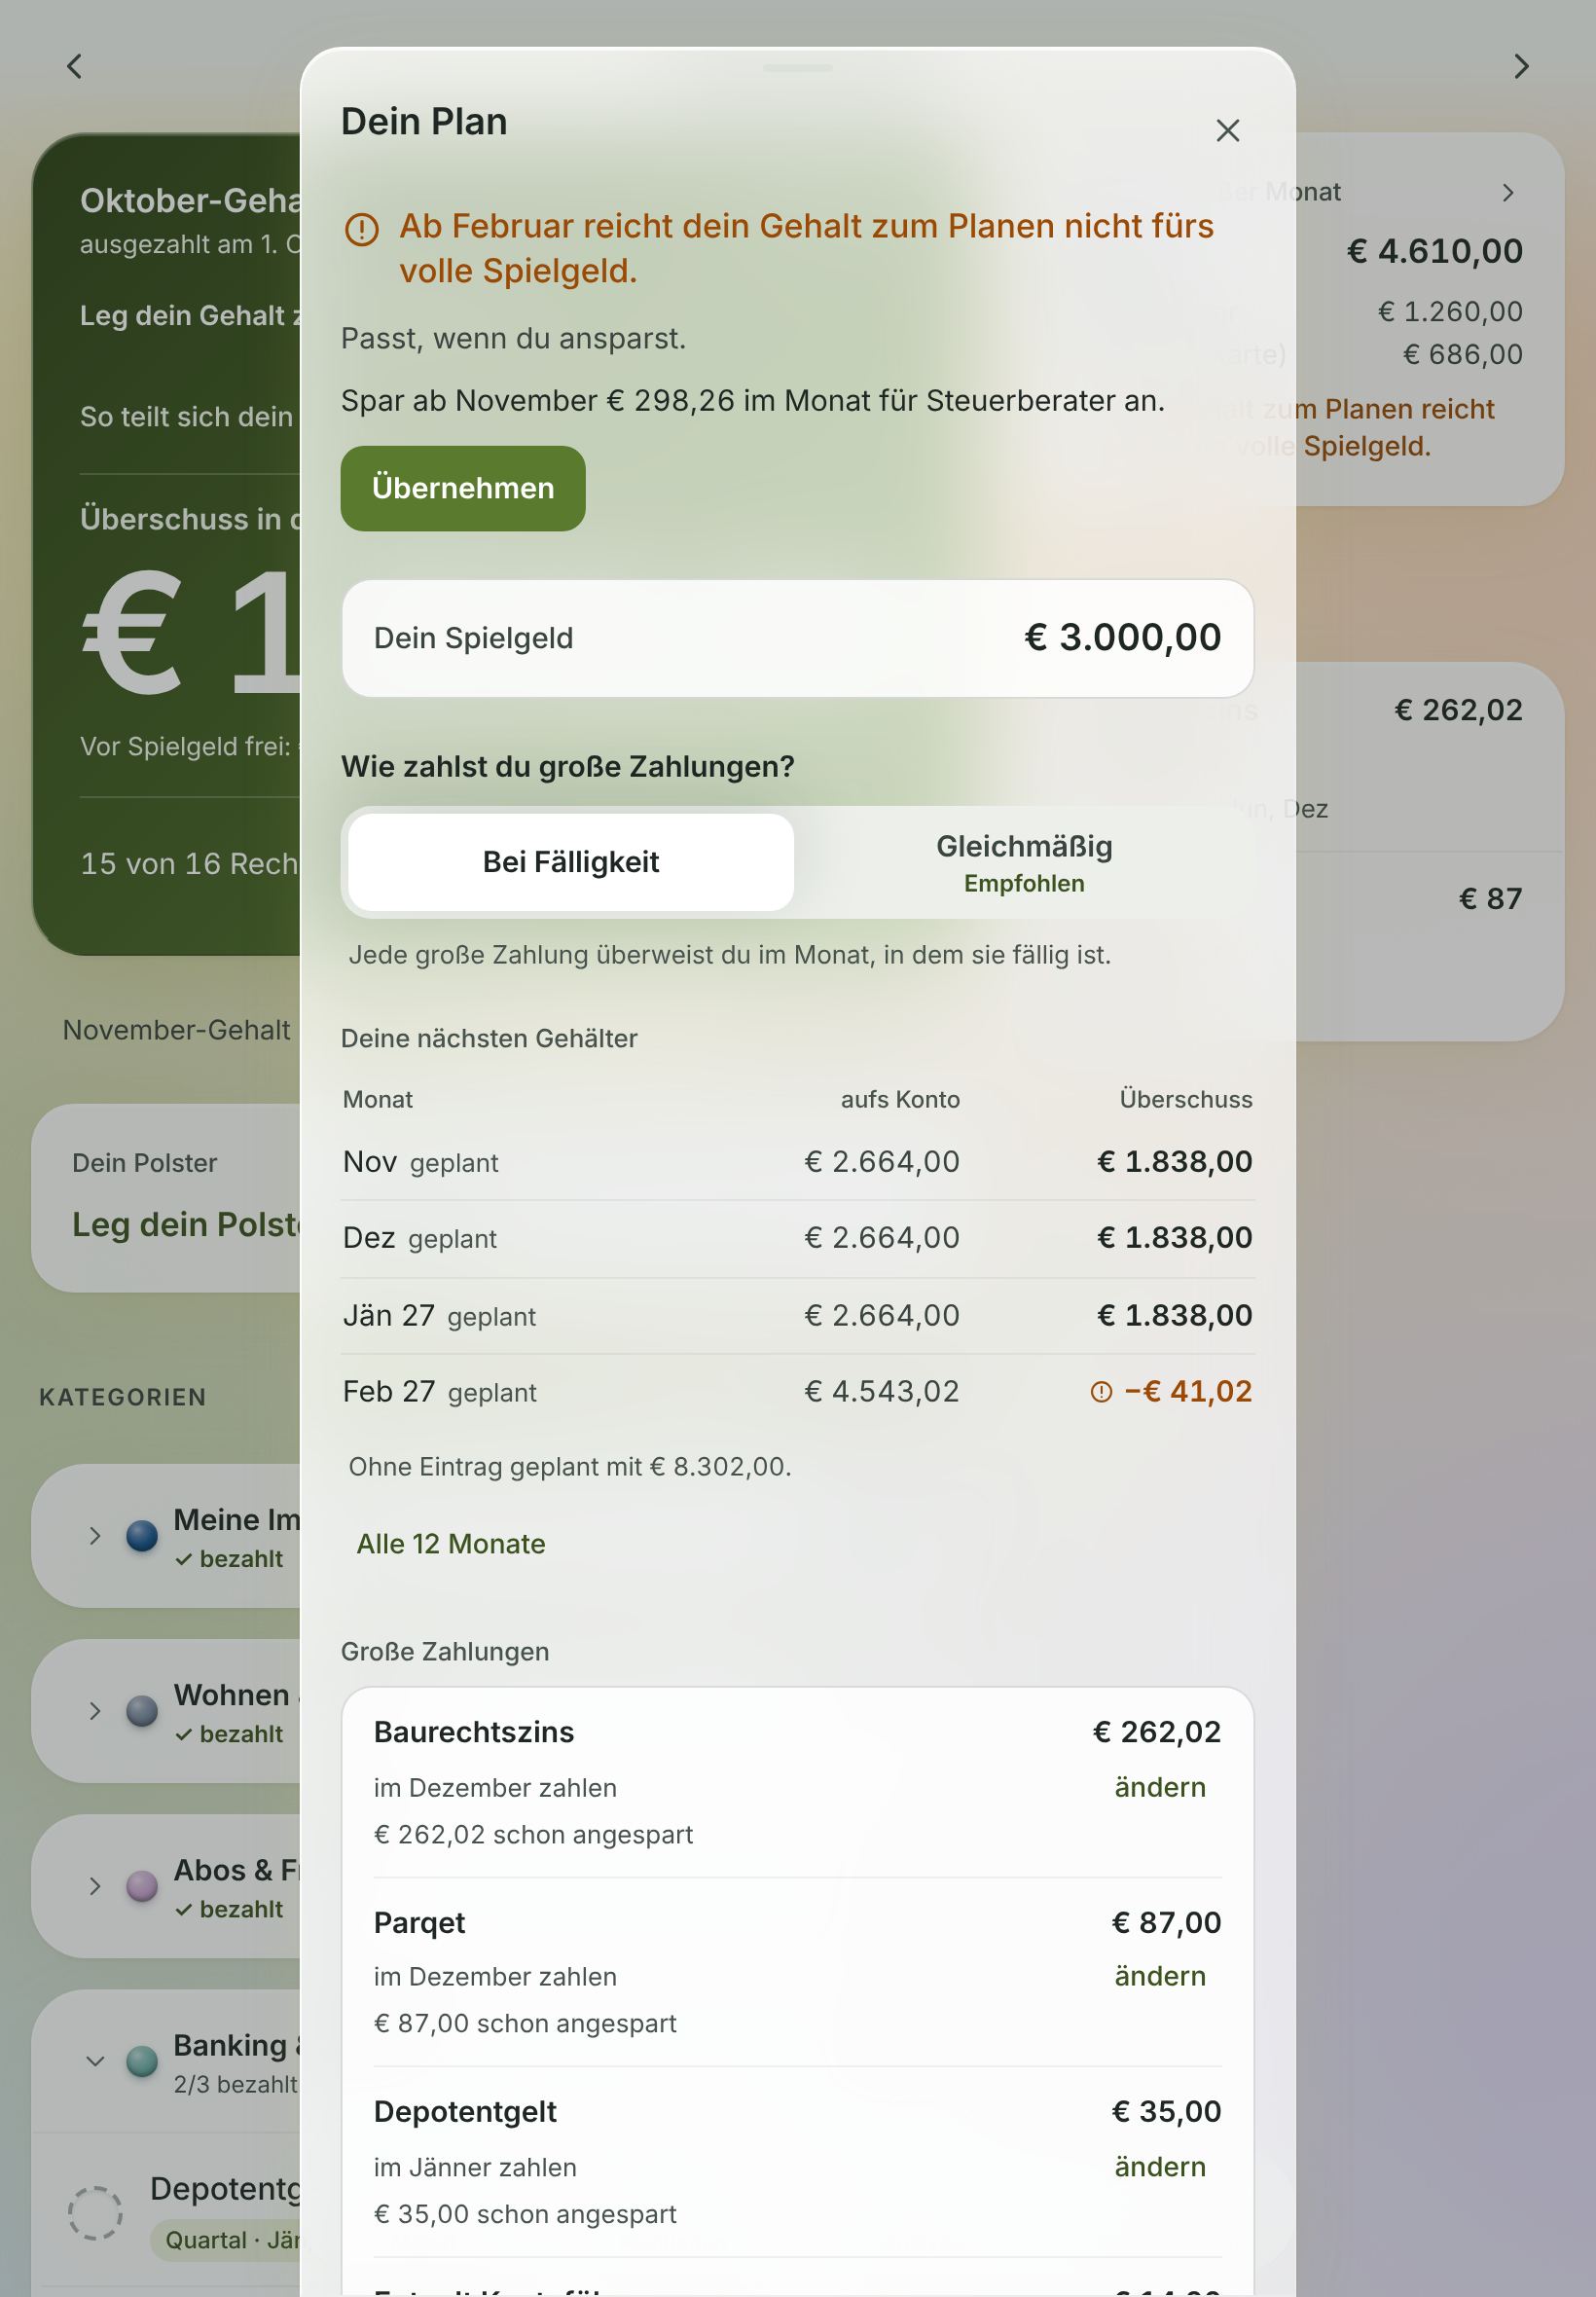 Dein Plan
Ab Februar reicht dein Gehalt zum Planen nicht fürs
volle Spielgeld.
Passt, wenn du ansparst.
Spar ab November € 298,26 im Monat für Steuerberater an.
Übernehmen
Dein Spielgeld € 3.000,00
Wie zahlst du große Zahlungen?
Bei Fälligkeit
Gleichmäßig
Empfohlen
Jede große Zahlung überweist du im Monat, in dem sie fällig ist.
Deine nächsten Gehälter
Monat aufs Konto Überschuss
Nov geplant € 2.664,00 € 1.838,00
Dez geplant € 2.664,00 € 1.838,00
Jän 27 geplant € 2.664,00 € 1.838,00
Feb 27 geplant € 4.543,02 −€ 41,02
Ohne Eintrag geplant mit € 8.302,00.
Alle 12 Monate
Große Zahlungen
Baurechtszins € 262,02
im Dezember zahlen ändern
€ 262,02 schon angespart
Parqet € 87,00
im Dezember zahlen ändern
€ 87,00 schon angespart
Depotentgelt € 35,00
im Jänner zahlen ändern
€ 35,00 schon angespart
Oktober-Geha
ausgezahlt am 1. O
Leg dein Gehalt z
So teilt sich dein
Überschuss in d
€ 1
Vor Spielgeld frei:
15 von 16 Rech
November-Gehalt
Dein Polster
Leg dein Polst
KATEGORIEN
Meine Im
✓ bezahlt
Wohnen
✓ bezahlt
Abos & Fr
✓ bezahlt
Banking &
2/3 bezahlt
Depotentg
Quartal · Jän
er Monat
€ 4.610,00
€ 1.260,00
arte) € 686,00
alt zum Planen reicht
volle Spielgeld.
ns € 262,02
un, Dez
€ 87